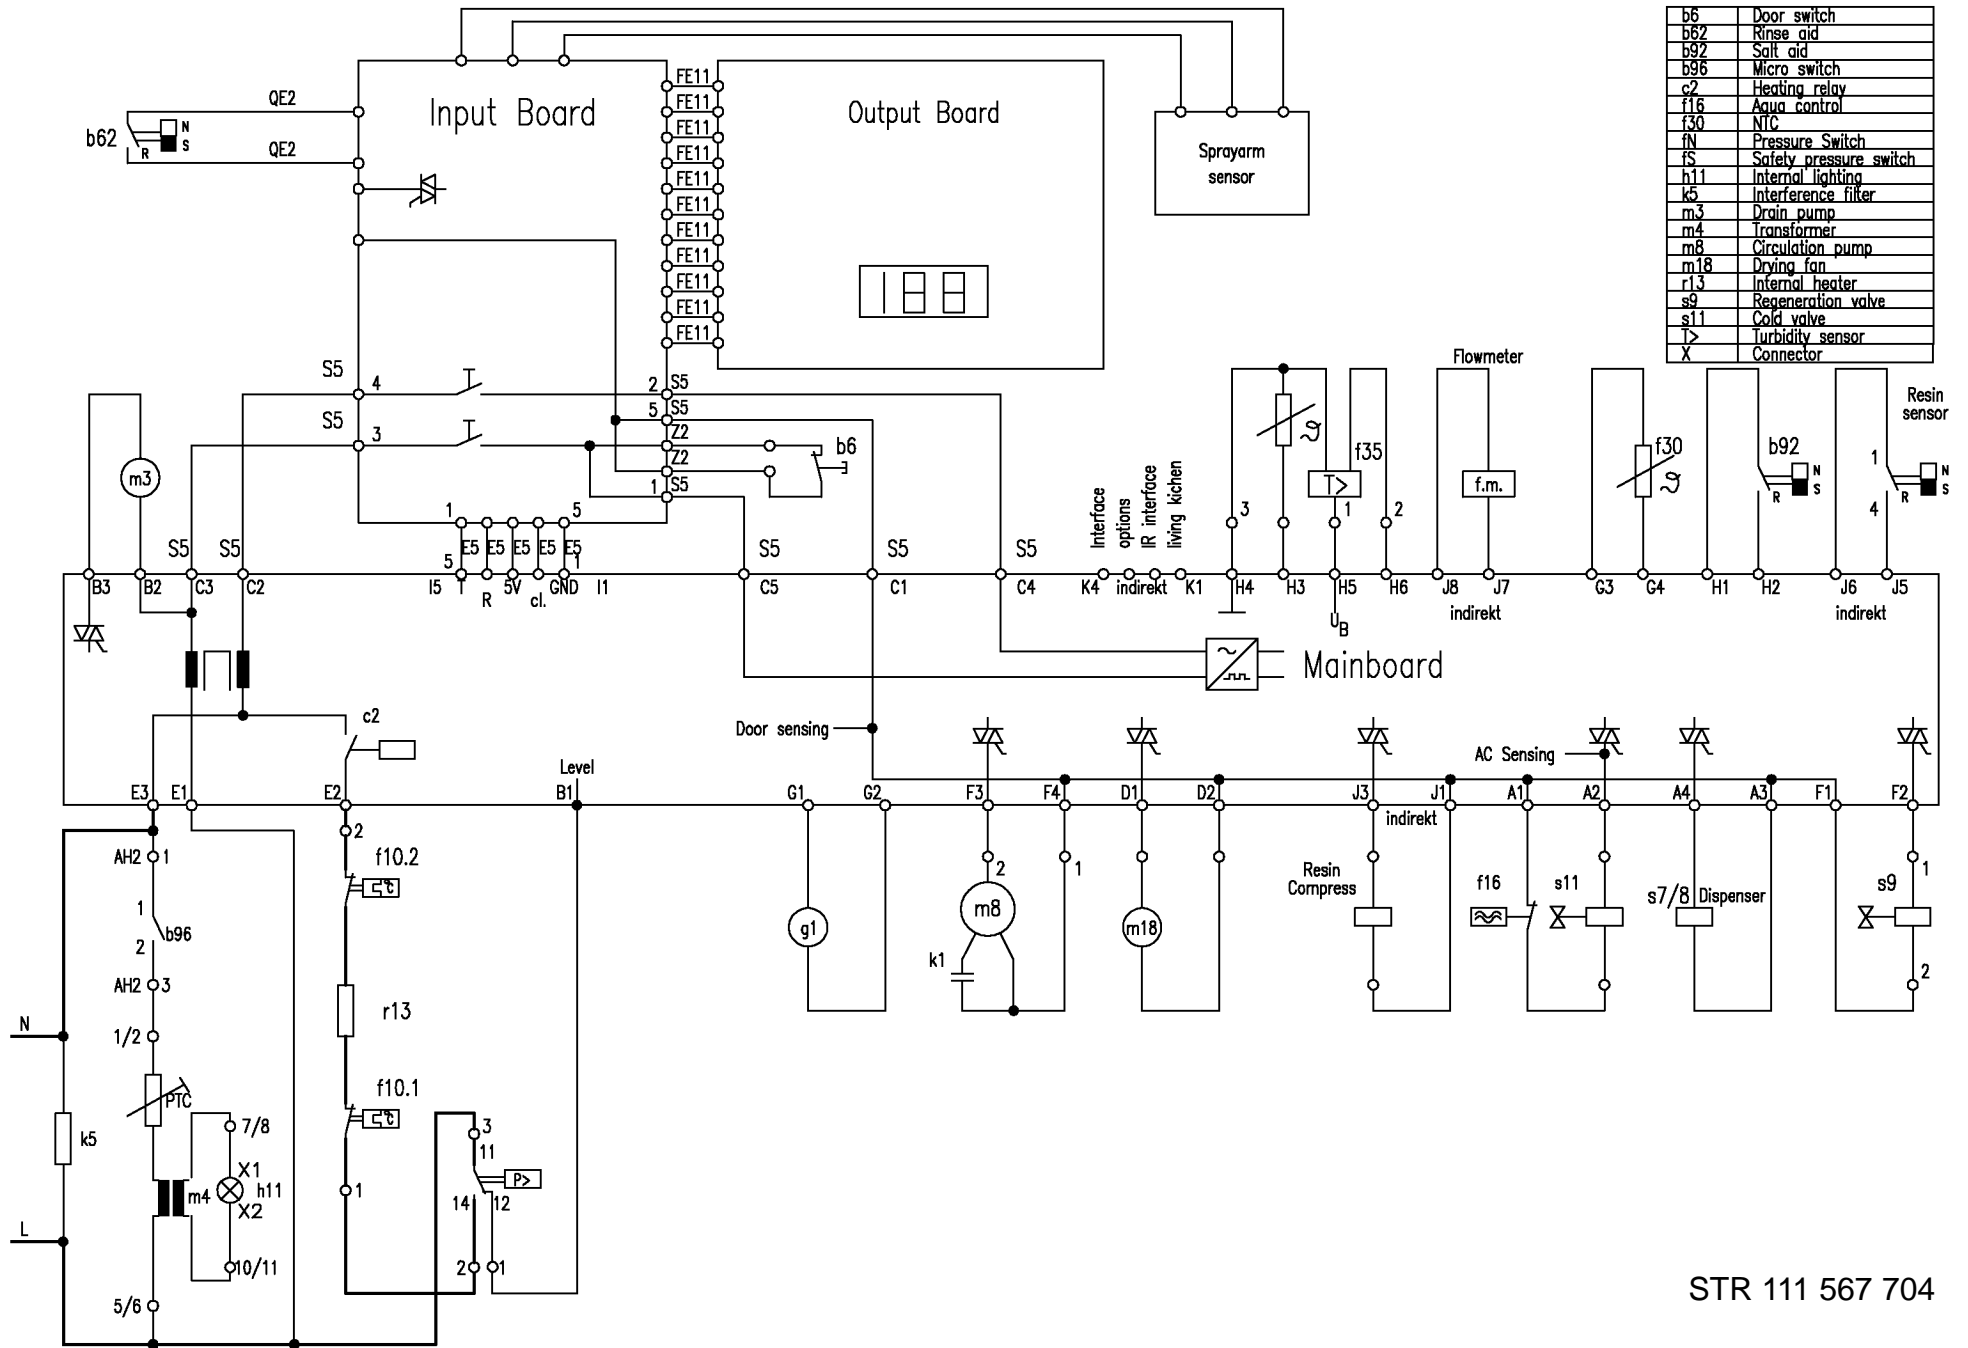 b6 Door switch
b62 Rinse aid
b92 Salt aid
b96 Micro switch
c2 Heating relay
f16 Aqua control
f30 NTC
fN Pressure Switch
fS Safety pressure switch
h11 Internal lighting
k5 Interference filter
m3 Drain pump
m4 Transformer
m8 Circulation pump
m18 Drying fan
r13 Internal heater
s9 Regeneration valve
s11 Cold valve
T> Turbidity sensor
X Connector
Input Board
Output Board
Sprayarm
sensor
QE2
QE2
b62
R
N
S
FE11
FE11
FE11
FE11
FE11
FE11
FE11
FE11
FE11
FE11
FE11
S5
4
2
S5
5
S5
S5
3
Z2
Z2
1
S5
b6
m3
1
5
E5 E5 E5 E5 E5
5
1
S5
S5
S5
S5
S5
B3 B2 C3 C2
I5 T R 5V cl. GND I1
C5 C1 C4
Interface
options
IR interface
living kichen
K4 indirekt K1
f35
T>
3
1
2
H4 H3 H5 H6
UB
Flowmeter
f.m.
J8 J7
indirekt
f30
G3 G4
b92
R
N
S
H1 H2
Resin
sensor
1
4
R
N
S
J6 J5
indirekt
Mainboard
Door sensing
AC Sensing
c2
Level
E3 E1 E2 B1
G1 G2 F3 F4 D1 D2 J3 J1 A1 A2 A4 A3 F1 F2
indirekt
AH2 1
1
b96
2
AH2 3
1/2
PTC
7/8
X1
h11
X2
m4
10/11
5/6
N
k5
L
2
f10.2
°C
r13
f10.1
°C
1
3
11
P>
14
12
2
1
g1
2
1
m8
k1
m18
Resin
Compress
f16
s11
s7/8 Dispenser
s9
1
2
STR 111 567 704